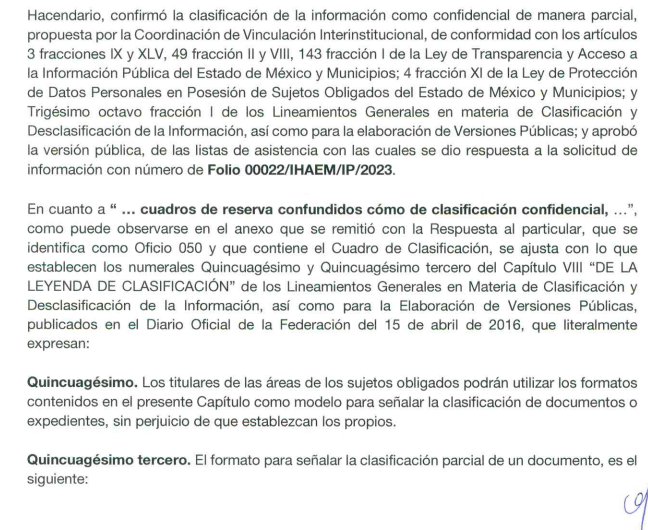 Hacendario, confirmó la clasificación de la información como confidencial de manera parcial,
propuesta por la Coordinación de Vinculación Interinstitucional, de conformidad con los artículos
3 fracciones IX y XLV, 49 fracción II y VIII, 143 fracción I de la Ley de Transparencia y Acceso a
la Información Pública del Estado de México y Municipios; 4 fracción XI de la Ley de Protección
de Datos Personales en Posesión de Sujetos Obligados del Estado de México y Municipios; y
Trigésimo octavo fracción I de los Lineamientos Generales en materia de Clasificación y
Desclasificación de la Información, así como para la elaboración de Versiones Públicas; y aprobó
la versión pública, de las listas de asistencia con las cuales se dio respuesta a la solicitud de
información con número de Folio 00022/IHAEM/IP/2023.
En cuanto a “ ... cuadros de reserva confundidos cómo de clasificación confidencial, ...”,
como puede observarse en el anexo que se remitió con la Respuesta al particular, que se
identifica como Oficio 050 y que contiene el Cuadro de Clasificación, se ajusta con lo que
establecen los numerales Quincuagésimo y Quincuagésimo tercero del Capítulo VIII “DE LA
LEYENDA DE CLASIFICACIÓN” de los Lineamientos Generales en Materia de Clasificación y
Desclasificación de la Información, así como para la Elaboración de Versiones Públicas,
publicados en el Diario Oficial de la Federación del 15 de abril de 2016, que literalmente
expresan:
Quincuagésimo. Los titulares de las áreas de los sujetos obligados podrán utilizar los formatos
contenidos en el presente Capítulo como modelo para señalar la clasificación de documentos o
expedientes, sin perjuicio de que establezcan los propios.
Quincuagésimo tercero. El formato para señalar la clasificación parcial de un documento, es el
siguiente: